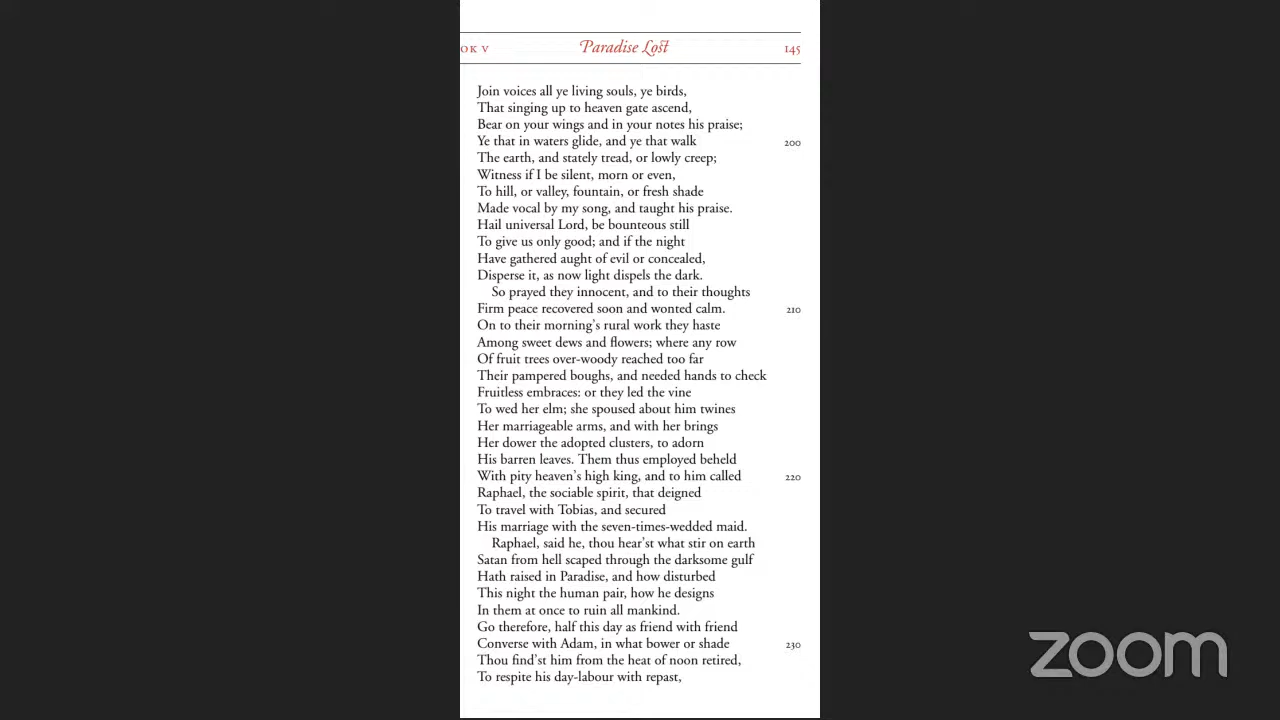 OK V Paradise Lost 145
Join voices all ye living souls, ye birds,
That singing up to heaven gate ascend,
Bear on your wings and in your notes his praise;
Ye that in waters glide, and ye that walk 200
The earth, and stately tread, or lowly creep;
Witness if I be silent, morn or even,
To hill, or valley, fountain, or fresh shade
Made vocal by my song, and taught his praise.
Hail universal Lord, be bounteous still
To give us only good; and if the night
Have gathered aught of evil or concealed,
Disperse it, as now light dispels the dark.
So prayed they innocent, and to their thoughts
Firm peace recovered soon and wonted calm. 210
On to their morning's rural work they haste
Among sweet dews and flowers; where any row
Of fruit trees over-woody reached too far
Their pampered boughs, and needed hands to check
Fruitless embraces: or they led the vine
To wed her elm; she spoused about him twines
Her marriageable arms, and with her brings
Her dower the adopted clusters, to adorn
His barren leaves. Them thus employed beheld
With pity heaven's high king, and to him called 220
Raphael, the sociable spirit, that deigned
To travel with Tobias, and secured
His marriage with the seven-times-wedded maid.
Raphael, said he, thou hear'st what stir on earth
Satan from hell scaped through the darksome gulf
Hath raised in Paradise, and how disturbed
This night the human pair, how he designs
In them at once to ruin all mankind.
Go therefore, half this day as friend with friend
Converse with Adam, in what bower or shade 230
Thou find'st him from the heat of noon retired,
To respite his day-labour with repast,
zoom